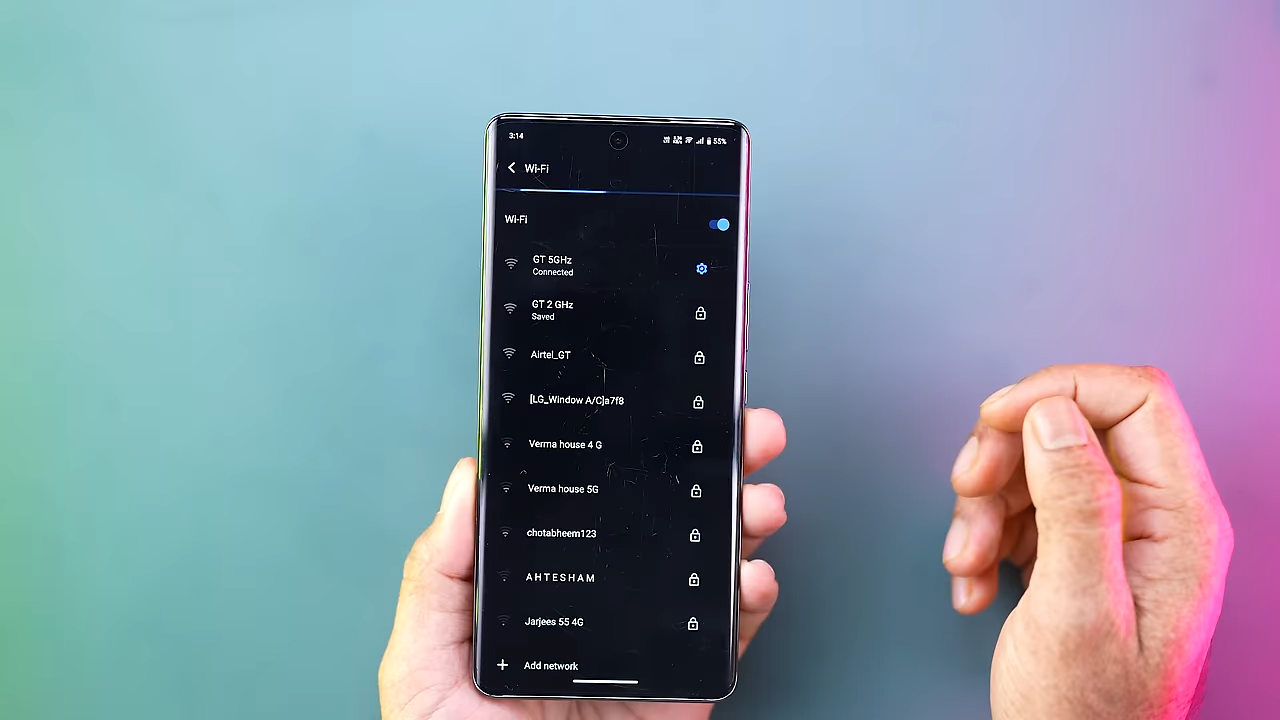 3:14
55%
Wi-Fi
Wi-Fi
GT 5GHz
Connected
GT 2 GHz
Saved
Airtel_GT
[LG_Window A/C]a7f8
Verma house 4 G
Verma house 5G
chotabheem123
A H T E S H A M
Jarjees 55 4G
Add network